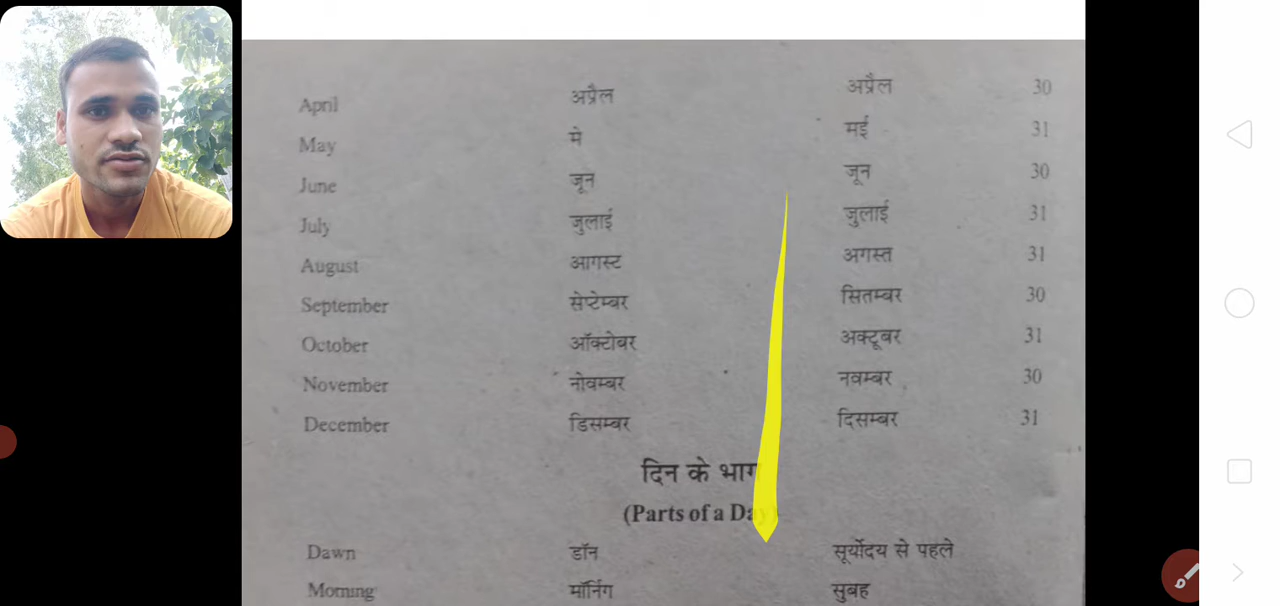 April अप्रैल अप्रैल 30
May मे मई 31
June जून जून 30
July जुलाई जुलाई 31
August आगस्ट अगस्त 31
September सेप्टेम्बर सितम्बर 30
October ऑक्टोबर अक्टूबर 31
November नोवम्बर नवम्बर 30
December डिसम्बर दिसम्बर 31
दिन के भाग
(Parts of a Day)
Dawn डॉन सूर्योदय से पहले
Morning मॉर्निंग सुबह